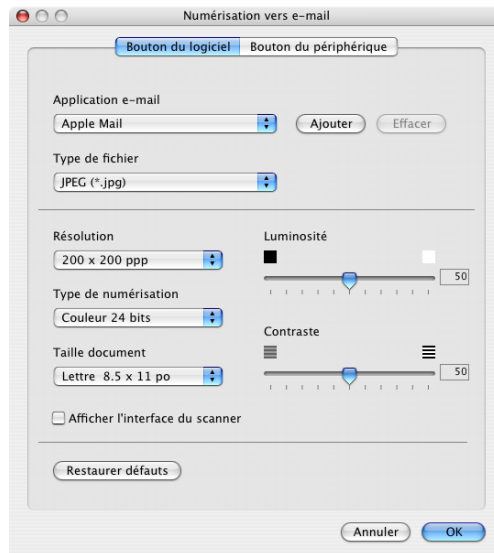 Numérisation vers e-mail
Bouton du logiciel Bouton du périphérique
Application e-mail
Apple Mail Ajouter Effacer
Type de fichier
JPEG (*.jpg)
Résolution Luminosité
200 x 200 ppp
50
Type de numérisation
Couleur 24 bits
Contraste
Taille document
Lettre 8.5 x 11 po 50
Afficher l'interface du scanner
Restaurer défauts
Annuler OK